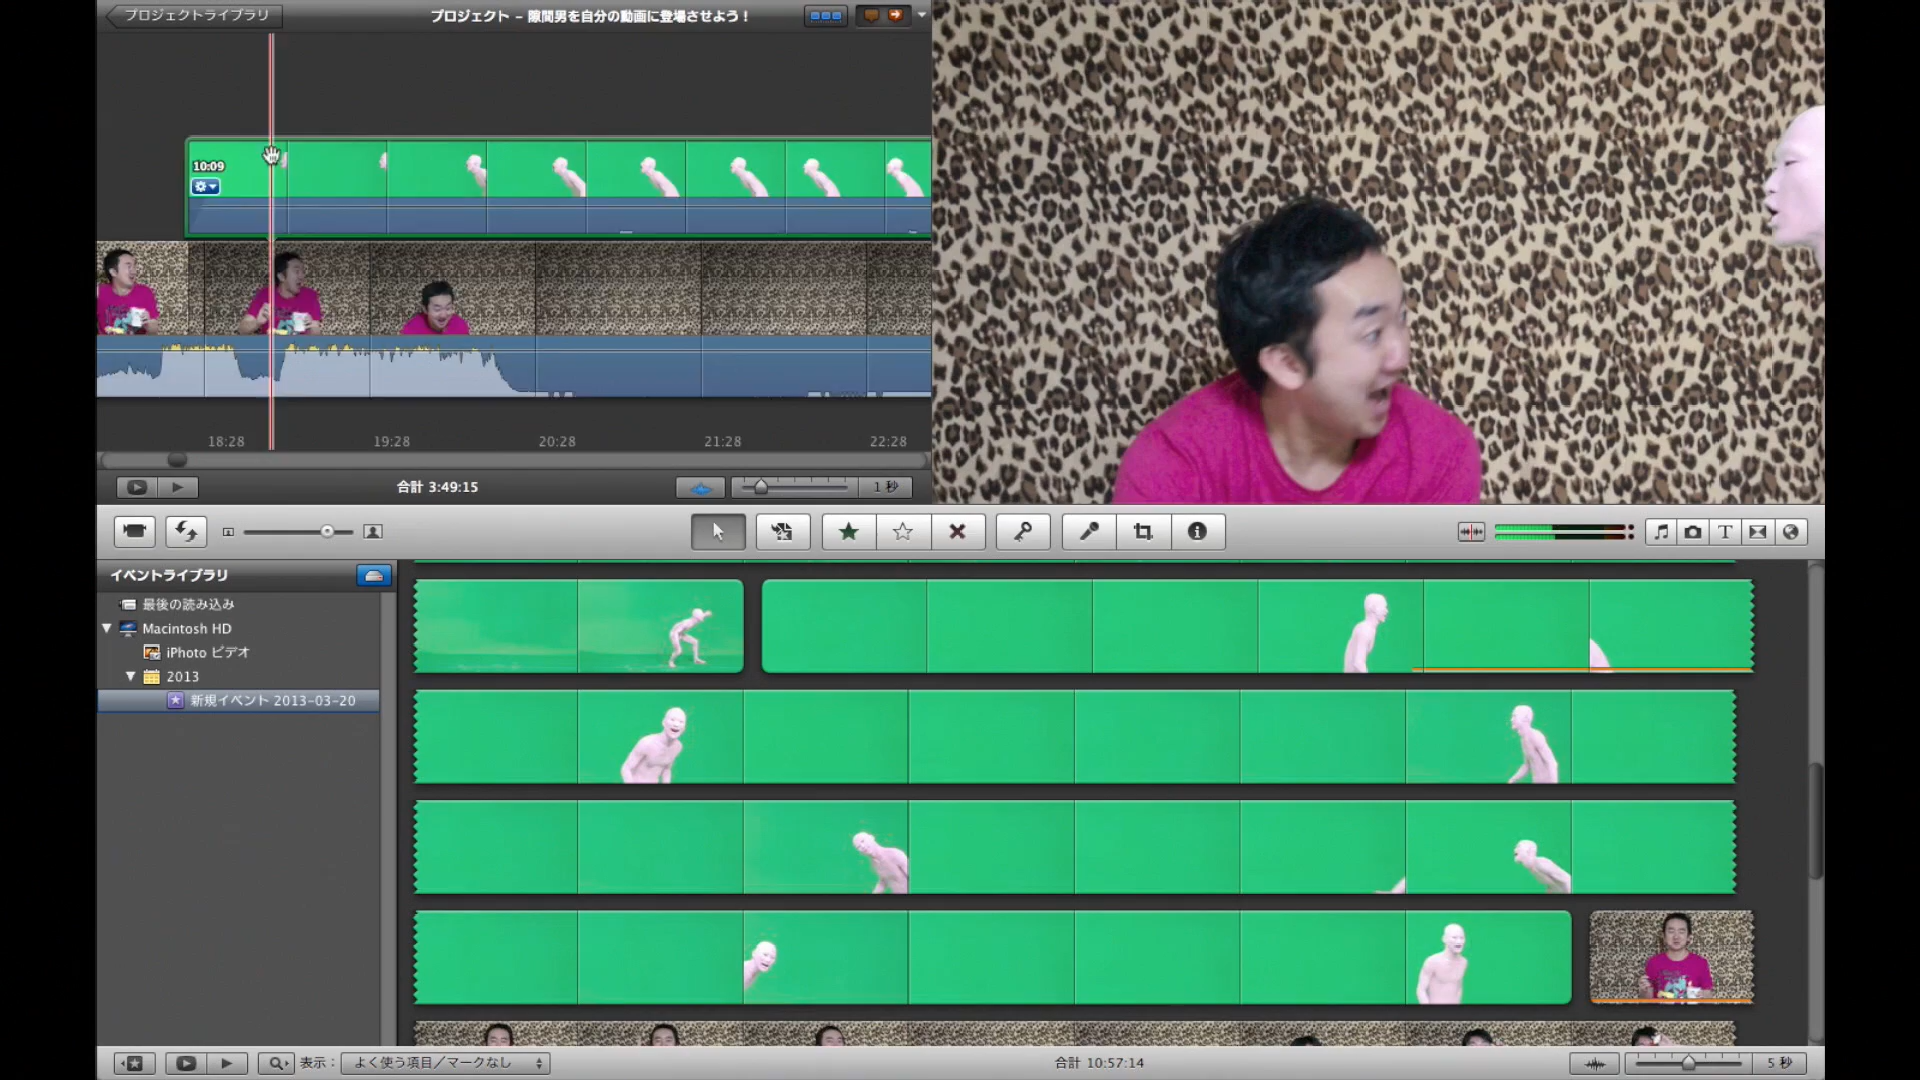 プロジェクトライブラリ
プロジェクト – 隙間男を自分の動画に登場させよう！
10:09
18:28
19:28
20:28
21:28
22:28
合計 3:49:15
1 秒
イベントライブラリ
最後の読み込み
Macintosh HD
iPhoto ビデオ
2013
新規イベント 2013-03-20
表示：
よく使う項目／マークなし
合計 10:57:14
5 秒